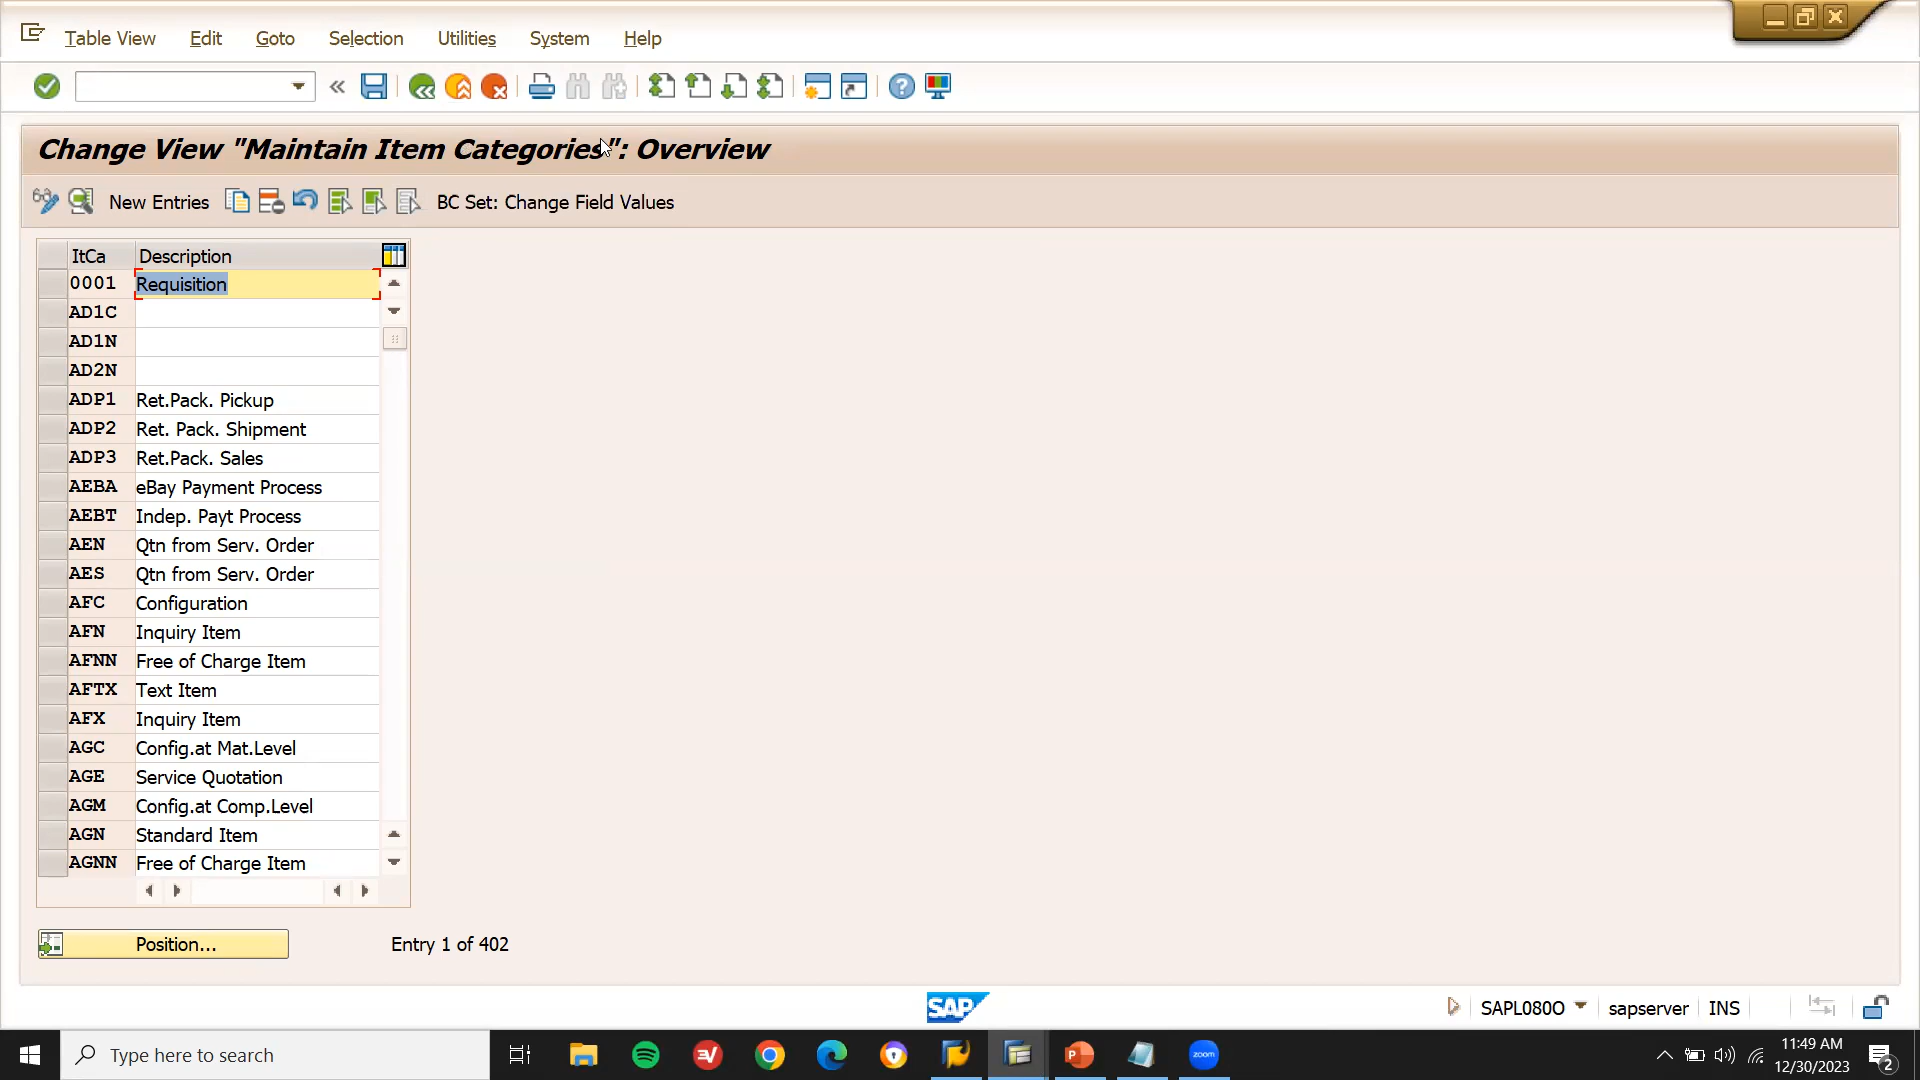 Table View Edit Goto Selection Utilities System Help
Change View "Maintain Item Categories": Overview
New Entries BC Set: Change Field Values
ItCa Description
0001 Requisition
AD1C
AD1N
AD2N
ADP1 Ret.Pack. Pickup
ADP2 Ret. Pack. Shipment
ADP3 Ret.Pack. Sales
AEBA eBay Payment Process
AEBT Indep. Payt Process
AEN Qtn from Serv. Order
AES Qtn from Serv. Order
AFC Configuration
AFN Inquiry Item
AFNN Free of Charge Item
AFTX Text Item
AFX Inquiry Item
AGC Config.at Mat.Level
AGE Service Quotation
AGM Config.at Comp.Level
AGN Standard Item
AGNN Free of Charge Item
Position... Entry 1 of 402
SAP SAPL080O sapserver INS
Type here to search
zoom
11:49 AM
12/30/2023
2